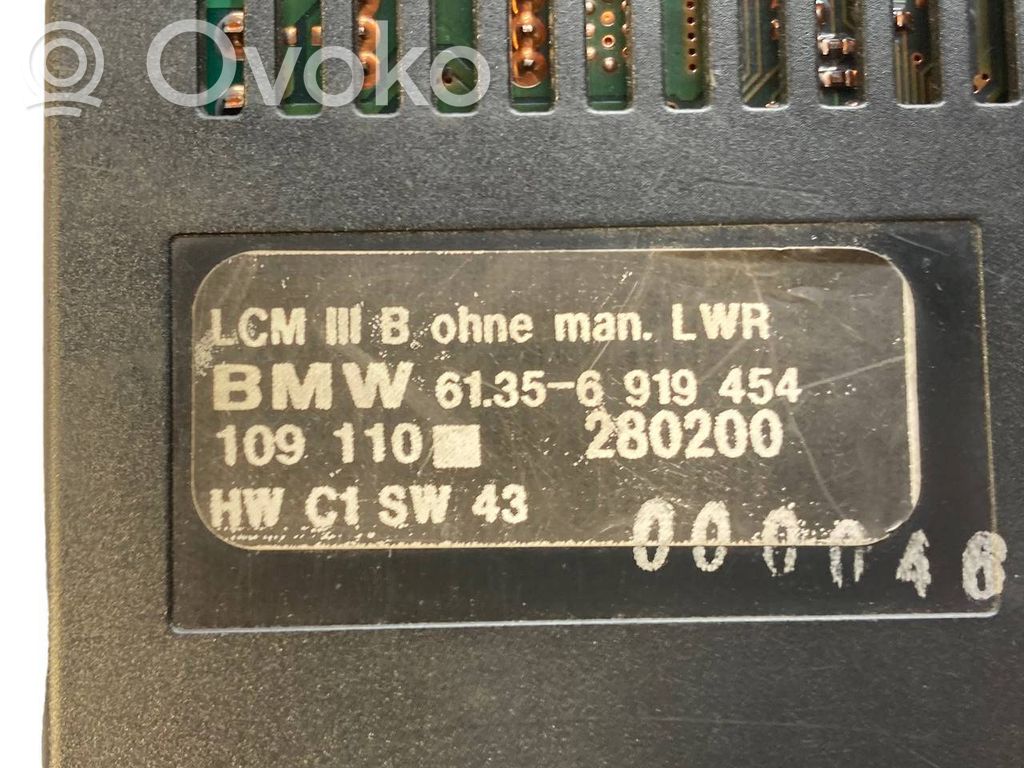 Ovoko
LCM III B ohne man. LWR
BMW 61.35-6 919 454
109 110 280200
HW C1 SW 43
000046